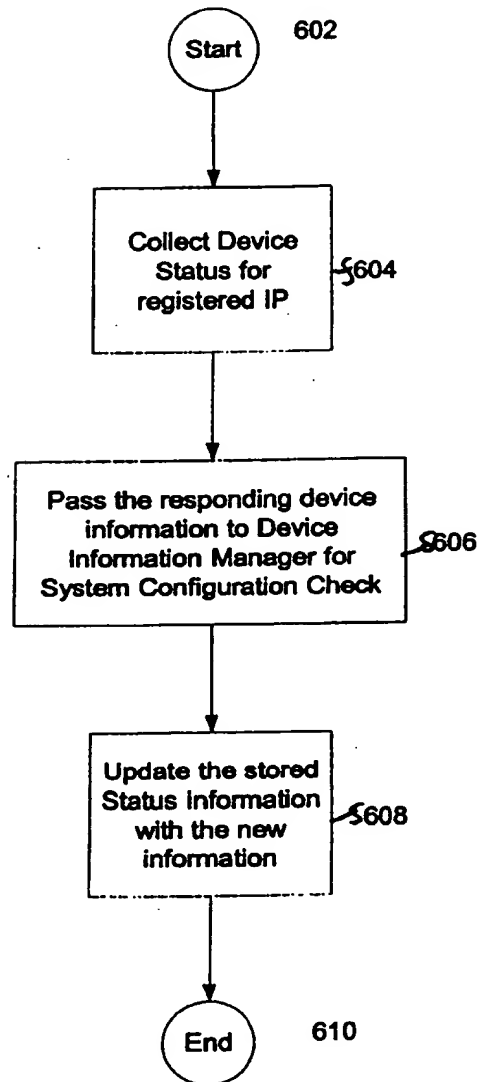 Start
602
Collect Device
Status for
registered IP
604
Pass the responding device
information to Device
Information Manager for
System Configuration Check
606
Update the stored
Status Information
with the new
information
608
End
610